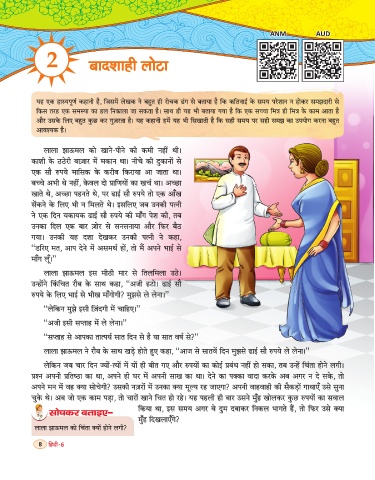 ANM AUD
2
बादशाही लोटा
यह एक हास्यपूर्ण कहानी है, जिसमें लेखक ने बहुत ही रोचक ढंग से बताया है कि कठिनाई के समय परेशान न होकर समझदारी से
किस तरह एक समस्या का हल निकाला जा सकता है। साथ ही यह भी बताया गया है कि एक सच्चा मित्र ही मित्र के काम आता है
और उसके लिए बहुत कुछ कर गुज़रता है। यह कहानी हमें यह भी सिखाती है कि सही समय पर सही समझ का उपयोग करना बहुत
आवश्यक है।
लाला झाऊमल को खाने-पीने की कमी नहीं थी।
काशी के ठठेरी बाज़ार में मकान था। नीचे की दुकानों से
एक सौ रुपये मासिक के करीब किराया आ जाता था।
बच्चे अभी थे नहीं, केवल दो प्राणियों का खर्चा था। अच्छा
खाते थे, अच्छा पहनते थे, पर ढाई सौ रुपये तो एक आँख
सेंकने के लिए भी न मिलते थे। इसलिए जब उनकी पत्नी
ने एक दिन यकायक ढाई सौ रुपये की माँग पेश की, तब
उनका दिल एक बार ज़ोर से सनसनाया और फिर बैठ
गया। उनकी यह दशा देखकर उनकी पत्नी ने कहा,
"डरिए मत, आप देने में असमर्थ हों, तो मैं अपने भाई से
माँग लूँ।"
लाला झाऊमल इस मीठी मार से तिलमिला उठे।
उन्होंने किंचित रौब के साथ कहा, "अजी हटो। ढाई सौ
रुपये के लिए भाई से भीख माँगोगी? मुझसे ले लेना।"
"लेकिन मुझे इसी ज़िंदगी में चाहिए।"
"अजी इसी सप्ताह में ले लेना।"
"सप्ताह से आपका तात्पर्य सात दिन से है या सात वर्ष से?"
लाला झाऊमल ने रौब के साथ खड़े होते हुए कहा, "आज से सातवें दिन मुझसे ढाई सौ रुपये ले लेना।"
लेकिन जब चार दिन ज्यों-त्यों में यों ही बीत गए और रुपयों का कोई प्रबंध नहीं हो सका, तब उन्हें चिंता होने लगी।
प्रश्न अपनी प्रतिष्ठा का था, अपने ही घर में अपनी साख का था। देने का पक्का वादा करके अब अगर न दे सके, तो
अपने मन में वह क्या सोचेगी? उसकी नज़रों में उनका क्या मूल्य रह जाएगा? अपनी वाहवाही की सैकड़ों गाथाएँ उसे सुना
चुके थे। अब जो एक काम पड़ा, तो चारों खाने चित हो रहे। यह पहली ही बार उसने मुँह खोलकर कुछ रुपयों का सवाल
किया था, इस समय अगर वे दुम दबाकर निकल भागते हैं, तो फिर उसे क्या
मुँह दिखलाएँगे?
सोचकर बताइए–
लाला झाऊमल को चिंता क्यों होने लगी?
8 हिंदी-6